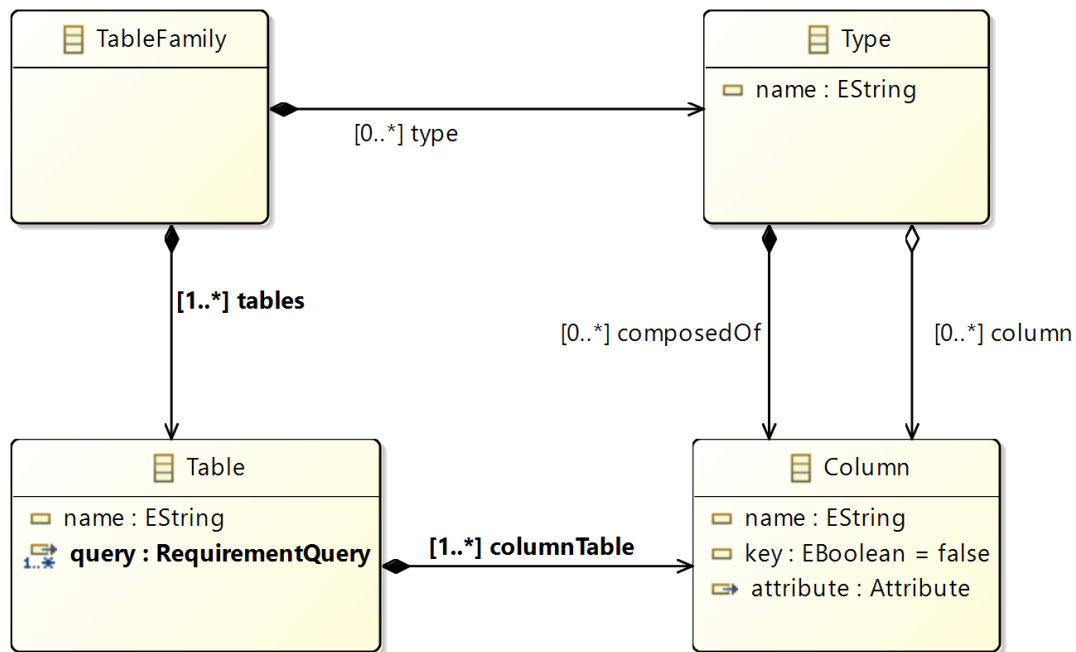 TableFamily
Type
name : EString
[0..*] type
[1..*] tables
[0..*] composedOf
[0..*] column
Table
Column
name : EString
1..*
query : RequirementQuery
[1..*] columnTable
name : EString
key : EBoolean = false
attribute : Attribute